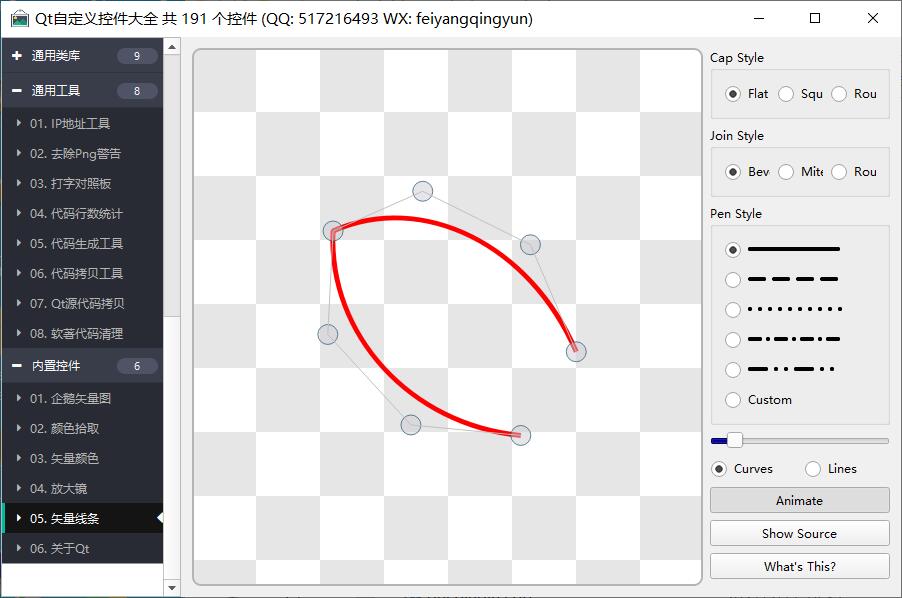 Qt自定义控件大全 共 191 个控件 (QQ: 517216493 WX: feiyangqingyun)
通用类库 9
通用工具 8
01. IP地址工具
02. 去除Png警告
03. 打字对照板
04. 代码行数统计
05. 代码生成工具
06. 代码拷贝工具
07. Qt源代码拷贝
08. 软著代码清理
内置控件 6
01. 企鹅矢量图
02. 颜色拾取
03. 矢量颜色
04. 放大镜
05. 矢量线条
06. 关于Qt
Cap Style
Flat Squ Rou
Join Style
Bev Mite Rou
Pen Style
Custom
Curves Lines
Animate
Show Source
What's This?